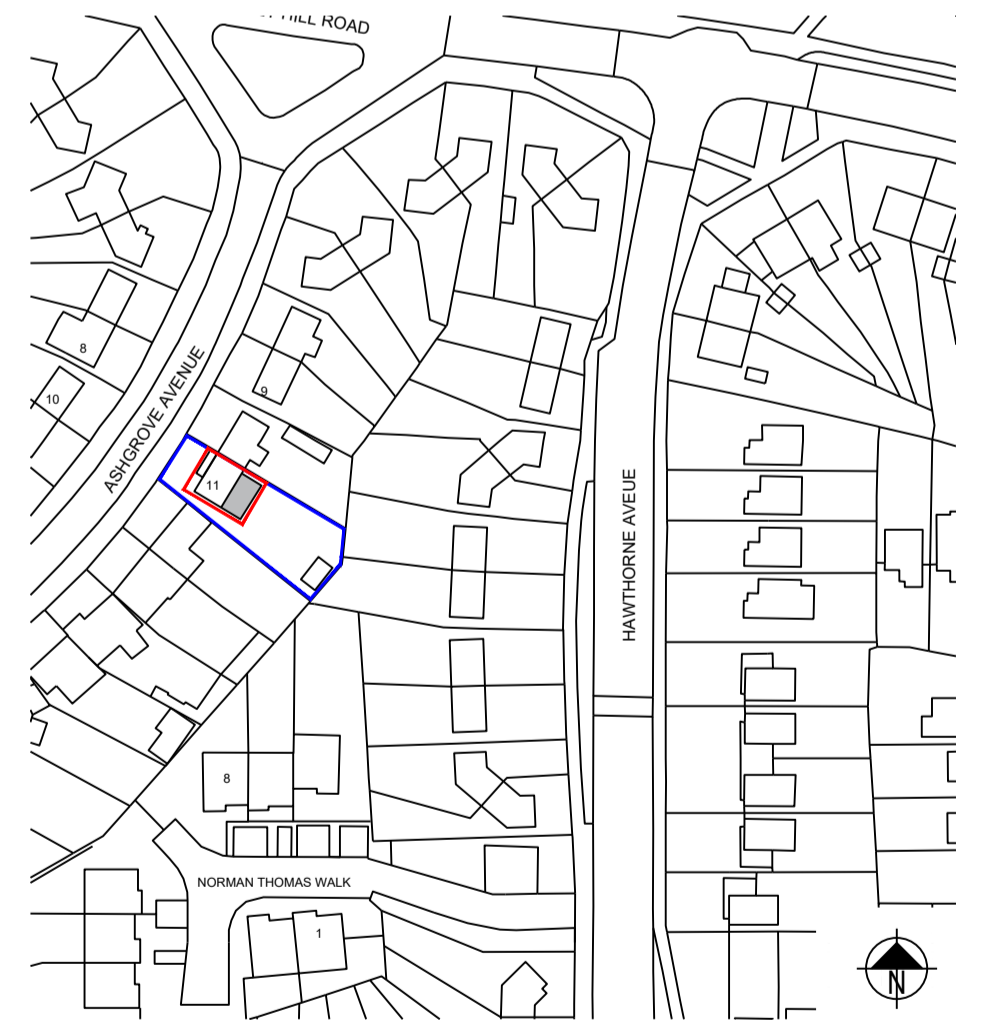 HILL ROAD
8
10
9
ASHGROVE AVENUE
11
HAWTHORNE AVEUE
8
NORMAN THOMAS WALK
1
N